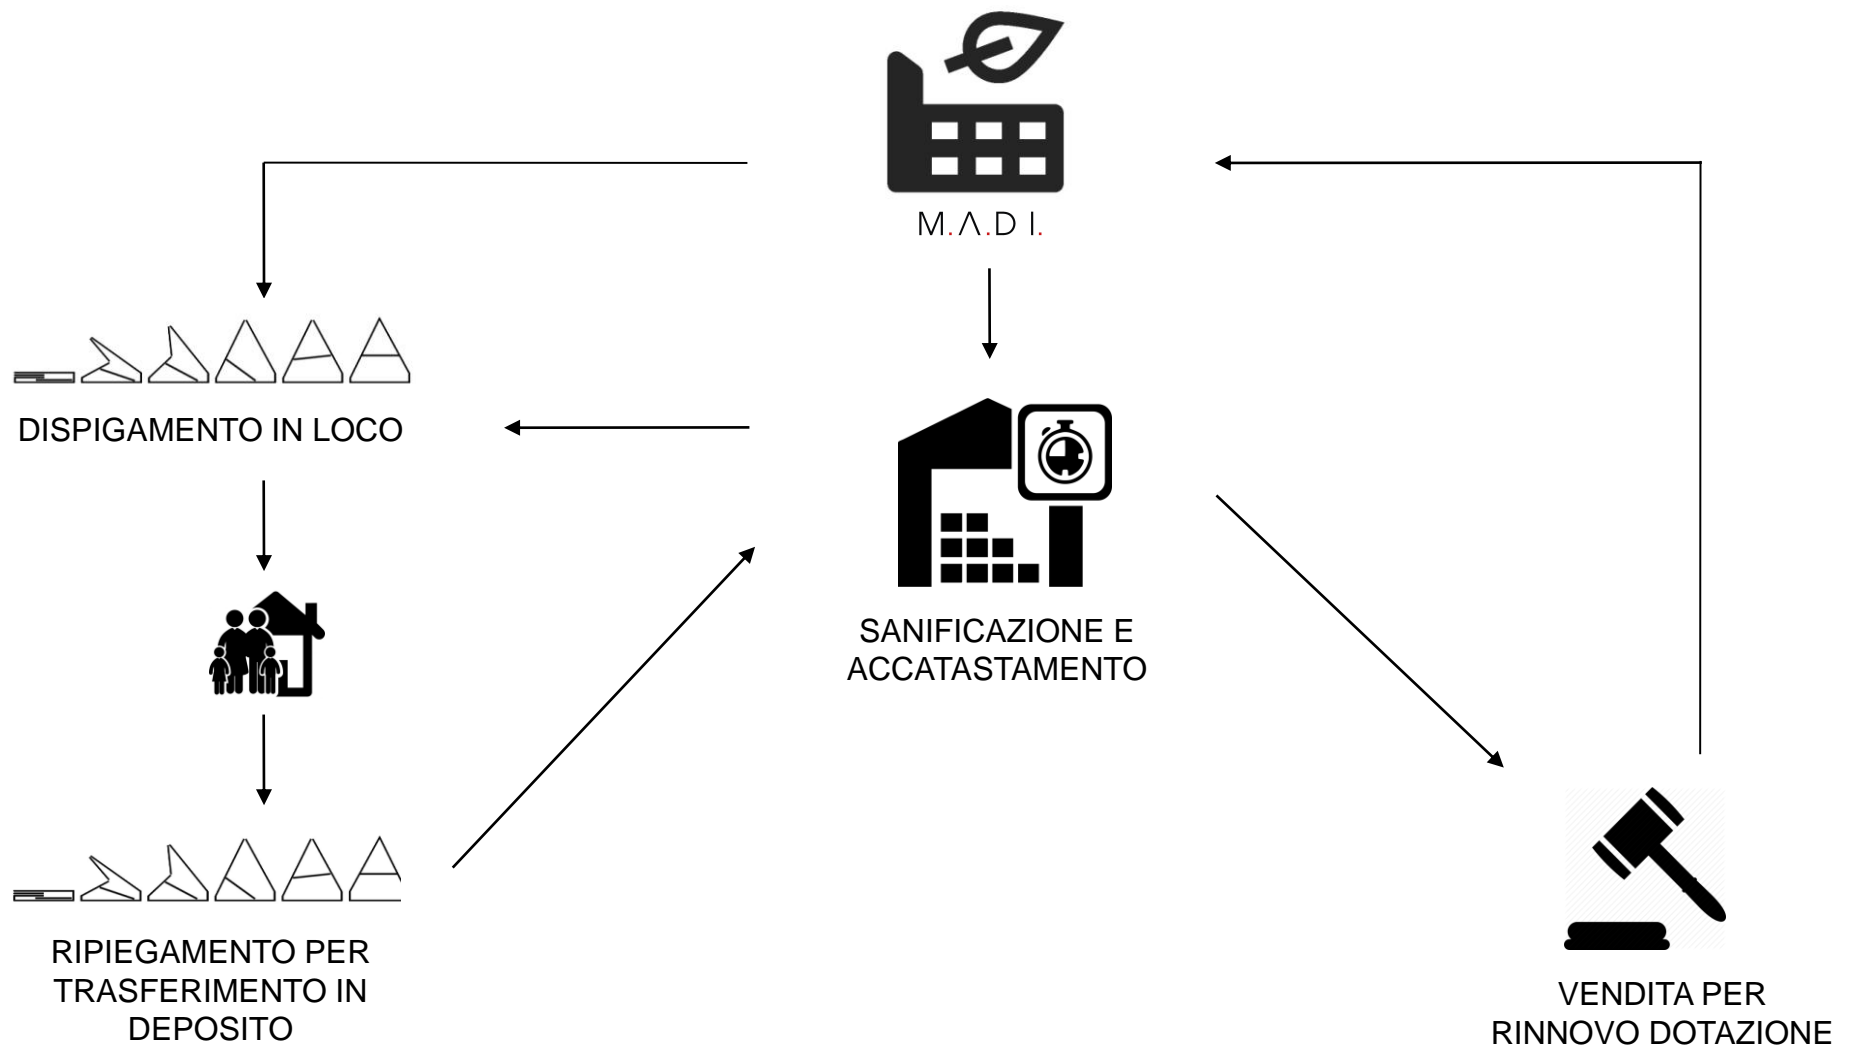 M.Λ.D I.
DISPIGAMENTO IN LOCO
SANIFICAZIONE E
ACCATASTAMENTO
RIPIEGAMENTO PER
TRASFERIMENTO IN
DEPOSITO
VENDITA PER
RINNOVO DOTAZIONE